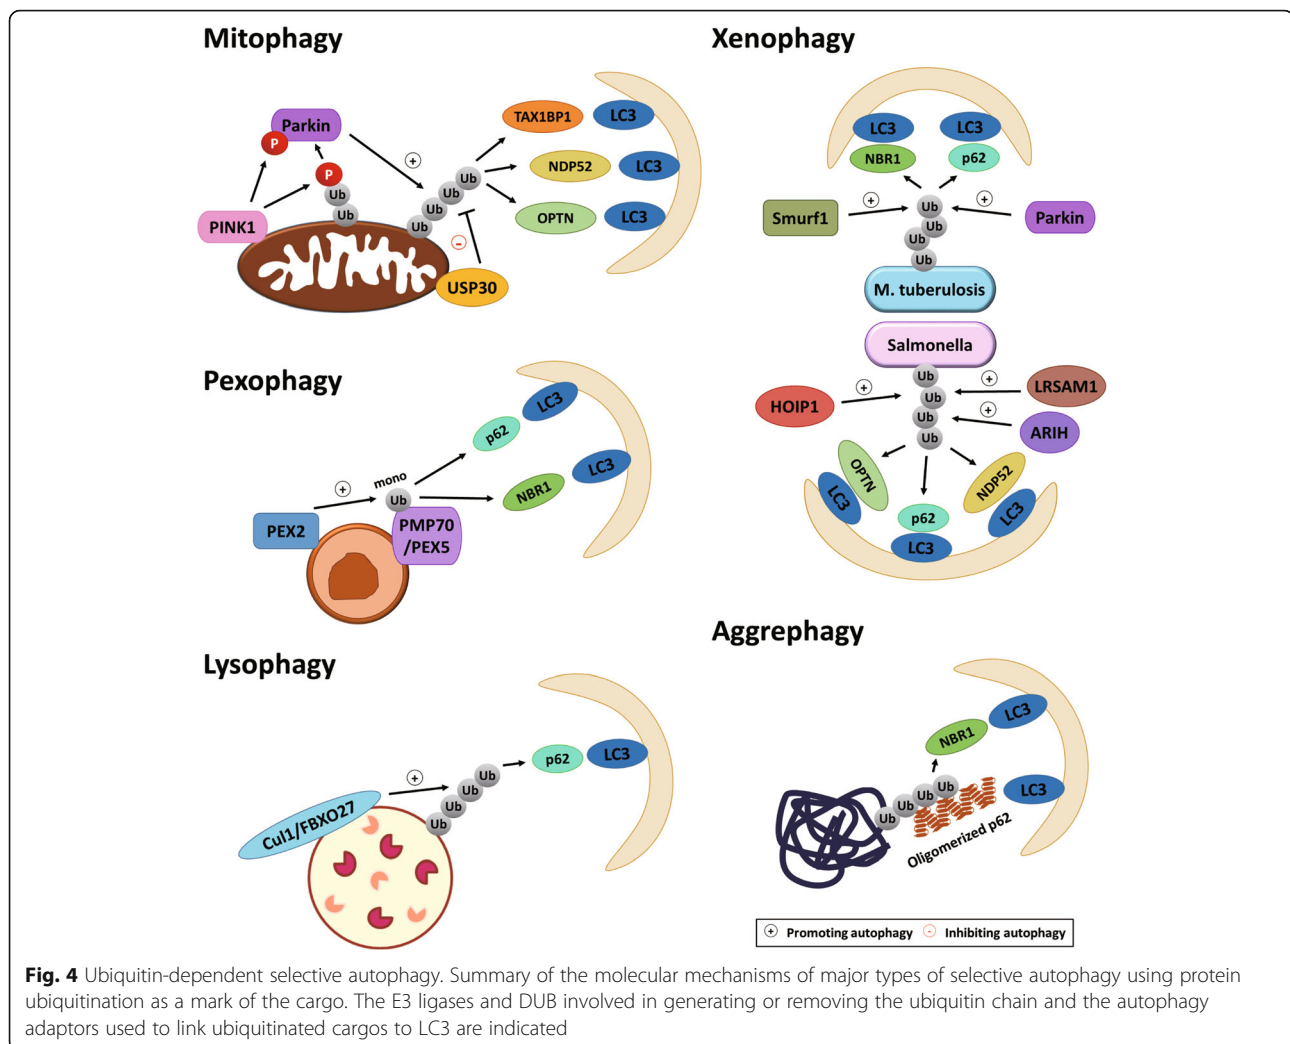 Mitophagy
Parkin
P
P
Ub
Ub
PINK1
+
Ub
Ub
Ub
Ub
-
USP30
TAX1BP1
LC3
NDP52
LC3
OPTN
LC3
Xenophagy
LC3
LC3
NBR1
p62
Smurf1
+
Ub
+
Parkin
Ub
Ub
Ub
M. tuberculosis
Salmonella
Ub
HOIP1
+
Ub
+
LRSAM1
Ub
+
ARIH
Ub
OPTN
NDP52
LC3
p62
LC3
LC3
Pexophagy
LC3
p62
mono
+
Ub
NBR1
LC3
PEX2
PMP70
/PEX5
Lysophagy
Cul1/FBXO27
+
Ub
Ub
Ub
Ub
p62
LC3
Aggrephagy
NBR1
LC3
Ub
Ub
Ub
Ub
LC3
Oligomerized p62
+ Promoting autophagy - Inhibiting autophagy
Fig. 4 Ubiquitin-dependent selective autophagy. Summary of the molecular mechanisms of major types of selective autophagy using protein
ubiquitination as a mark of the cargo. The E3 ligases and DUB involved in generating or removing the ubiquitin chain and the autophagy
adaptors used to link ubiquitinated cargos to LC3 are indicated